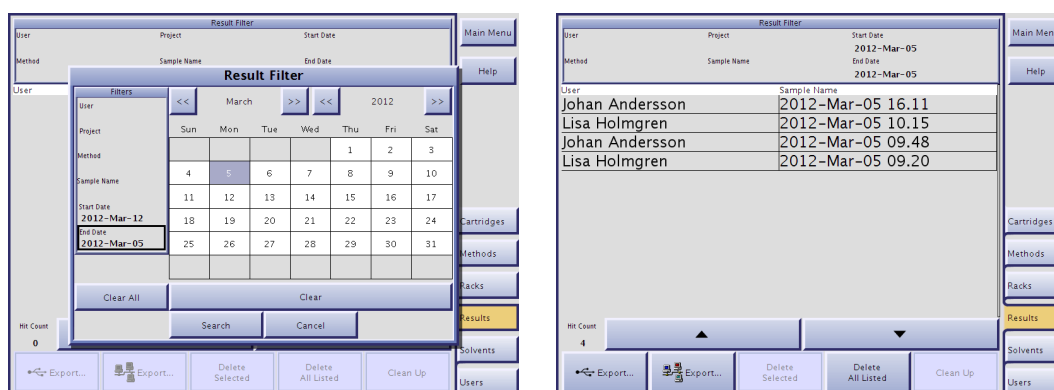 Result Filter
User Project Start Date
Method Sample Name End Date
User
Result Filter
Filters
User
Project
Method
Sample Name
Start Date
2012-Mar-12
End Date
2012-Mar-05
<< March >> << 2012 >>
Sun Mon Tue Wed Thu Fri Sat
1 2 3
4 5 6 7 8 9 10
11 12 13 14 15 16 17
18 19 20 21 22 23 24
25 26 27 28 29 30 31
Clear All Clear
Search Cancel
Hit Count
0
Export... Export... Delete Selected Delete All Listed Clean Up
Main Menu
Help
Cartridges
Methods
Racks
Results
Solvents
Users
Result Filter
User Project Start Date
2012-Mar-05
Method Sample Name End Date
2012-Mar-05
User Sample Name
Johan Andersson 2012-Mar-05 16.11
Lisa Holmgren 2012-Mar-05 10.15
Johan Andersson 2012-Mar-05 09.48
Lisa Holmgren 2012-Mar-05 09.20
Hit Count
4
Export... Export... Delete Selected Delete All Listed Clean Up
Main Men
Help
Cartridges
Methods
Racks
Results
Solvents
Users